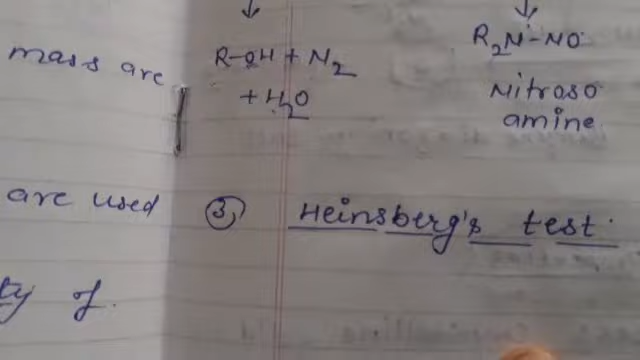 mass are
are used
ty of.
↓
R-OH + N2
+ H2O
↓
R2N-NO
Nitroso
amine
3) Heinsberg's test.